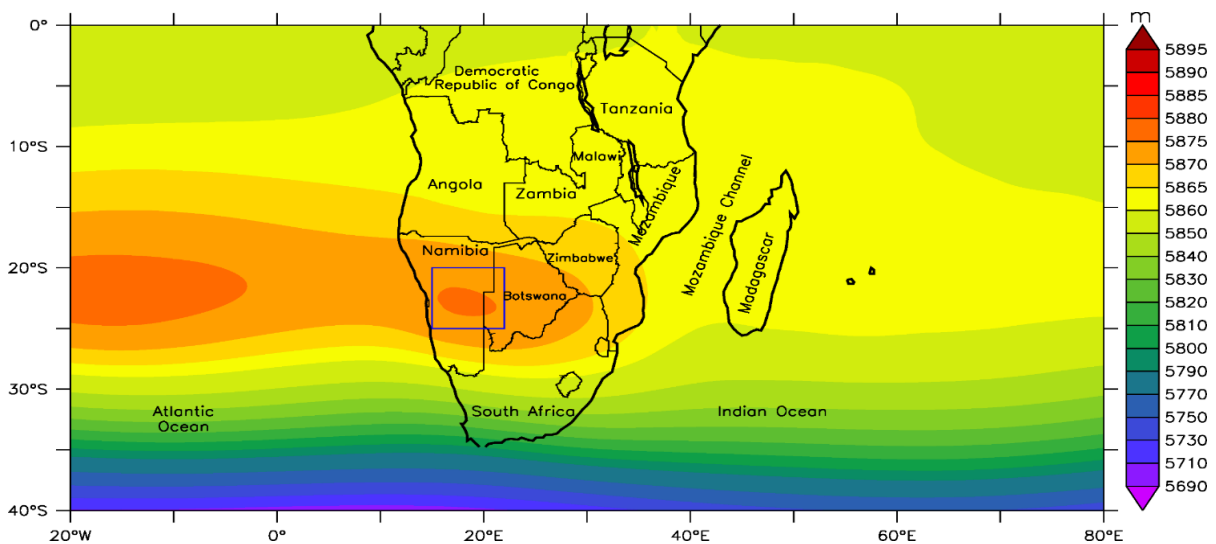 m
0°
10°S
20°S
30°S
40°S
20°W
0°
20°E
40°E
60°E
80°E
Democratic
Republic of Congo
Tanzania
Malawi
Angola
Zambia
Mozambique
Mozambique Channel
Madagascar
Namibia
Zimbabwe
Botswana
South Africa
Atlantic
Ocean
Indian Ocean
5895
5890
5885
5880
5875
5870
5865
5860
5850
5830
5820
5810
5800
5790
5770
5750
5730
5710
5690